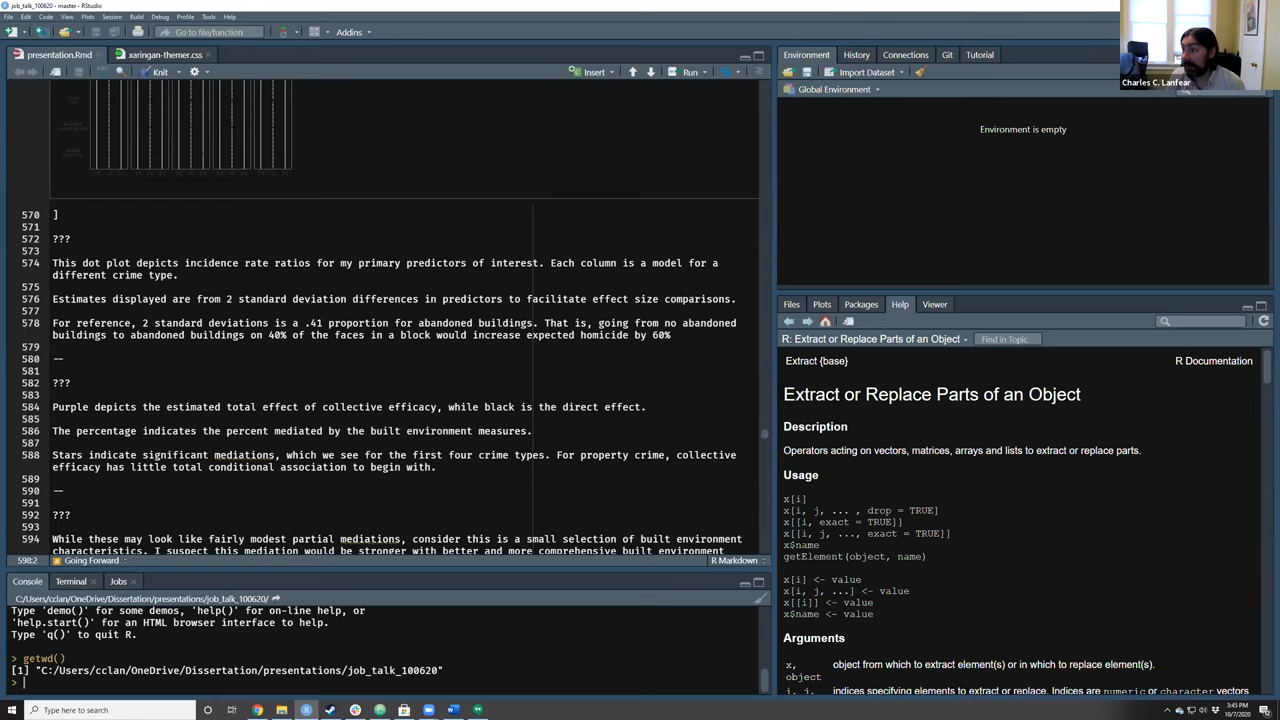 job_talk_100620 - master - RStudio
File Edit Code View Plots Session Build Debug Profile Tools Help
Go to file/function
Addins
presentation.Rmd
xaringan-themer.css
Knit
Insert
Run
570 ]
571
572 ???
573
574 This dot plot depicts incidence rate ratios for my primary predictors of interest. Each column is a model for a
different crime type.
575
576 Estimates displayed are from 2 standard deviation differences in predictors to facilitate effect size comparisons.
577
578 For reference, 2 standard deviations is a .41 proportion for abandoned buildings. That is, going from no abandoned
buildings to abandoned buildings on 40% of the faces in a block would increase expected homicide by 60%
579
580 --
581
582 ???
583
584 Purple depicts the estimated total effect of collective efficacy, while black is the direct effect.
585
586 The percentage indicates the percent mediated by the built environment measures.
587
588 Stars indicate significant mediations, which we see for the first four crime types. For property crime, collective
efficacy has little total conditional association to begin with.
589
590 --
591
592 ???
593
594 While these may look like fairly modest partial mediations, consider this is a small selection of built environment
characteristics. I suspect this mediation would be stronger with better and more comprehensive built environment
598:2 Going Forward R Markdown
Console Terminal Jobs
C:/Users/cclan/OneDrive/Dissertation/presentations/job_talk_100620/
Type 'demo()' for some demos, 'help()' for on-line help, or
'help.start()' for an HTML browser interface to help.
Type 'q()' to quit R.
> getwd()
[1] "C:/Users/cclan/OneDrive/Dissertation/presentations/job_talk_100620"
>
Environment History Connections Git Tutorial
Import Dataset
Global Environment
Environment is empty
Charles C. Lanfear
Files Plots Packages Help Viewer
R: Extract or Replace Parts of an Object Find in Topic
Extract {base} R Documentation
Extract or Replace Parts of an Object
Description
Operators acting on vectors, matrices, arrays and lists to extract or replace parts.
Usage
x[i]
x[i, j, ... , drop = TRUE]
x[[i, exact = TRUE]]
x[[i, j, ..., exact = TRUE]]
x$name
getElement(object, name)
x[i] <- value
x[i, j, ...] <- value
x[[i]] <- value
x$name <- value
Arguments
x, object object from which to extract element(s) or in which to replace element(s).
i, j, indices specifying elements to extract or replace. Indices are numeric or character vectors
Type here to search
3:45 PM
10/7/2020